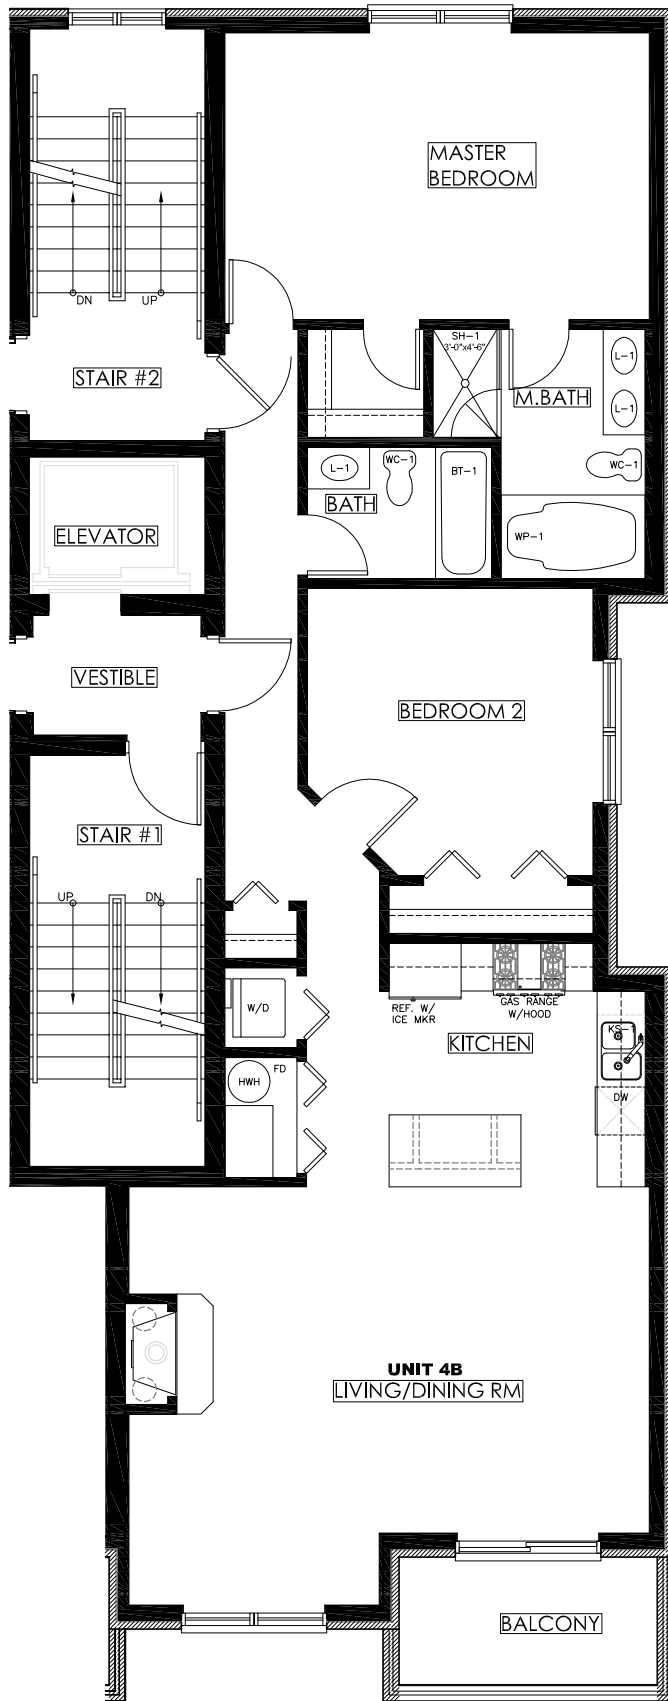 MASTER
BEDROOM
DN
UP
SH-1
3'-0"x4'-6"
L-1
STAIR #2
M.BATH
L-1
WC-1
L-1
WC-1
BT-1
BATH
ELEVATOR
WP-1
VESTIBLE
BEDROOM 2
STAIR #1
UP
DN
REF. W/
ICE MKR
GAS RANGE
W/HOOD
W/D
KS-1
KITCHEN
FD
HWH
DW
UNIT 4B
LIVING/DINING RM
BALCONY